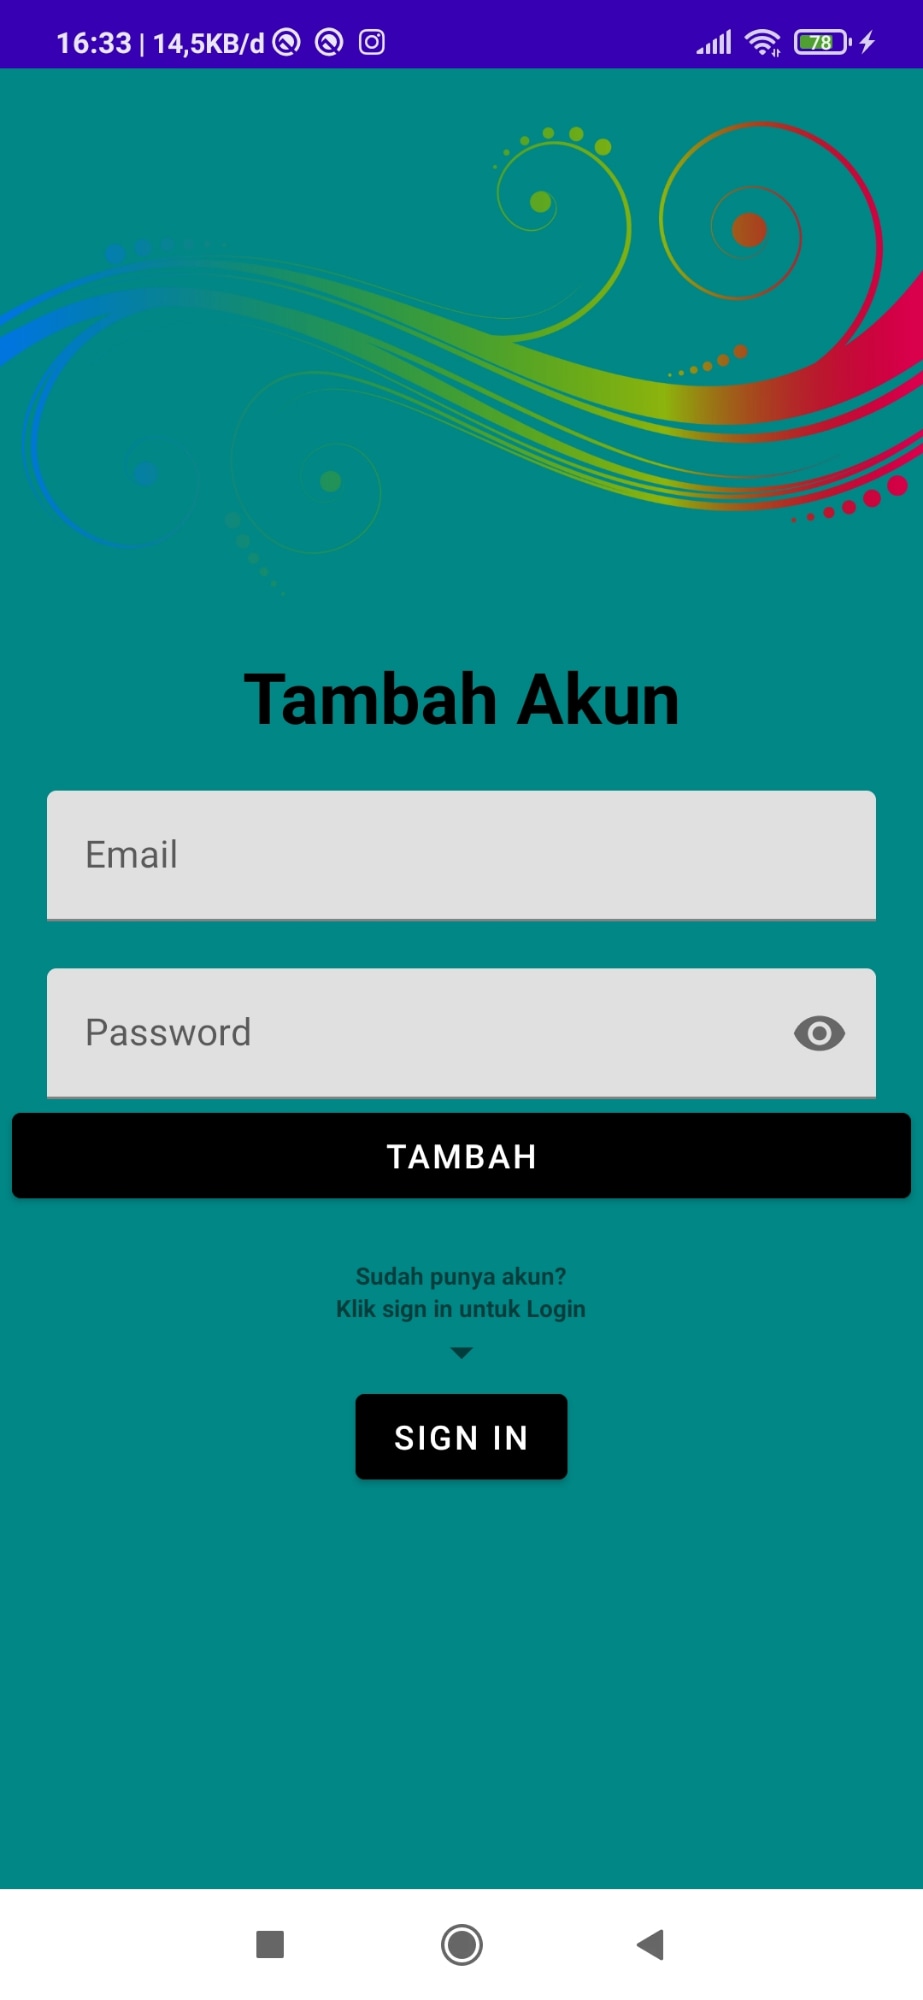 16:33 | 14,5KB/d
78
Tambah Akun
Email
Password
TAMBAH
Sudah punya akun?
Klik sign in untuk Login
SIGN IN